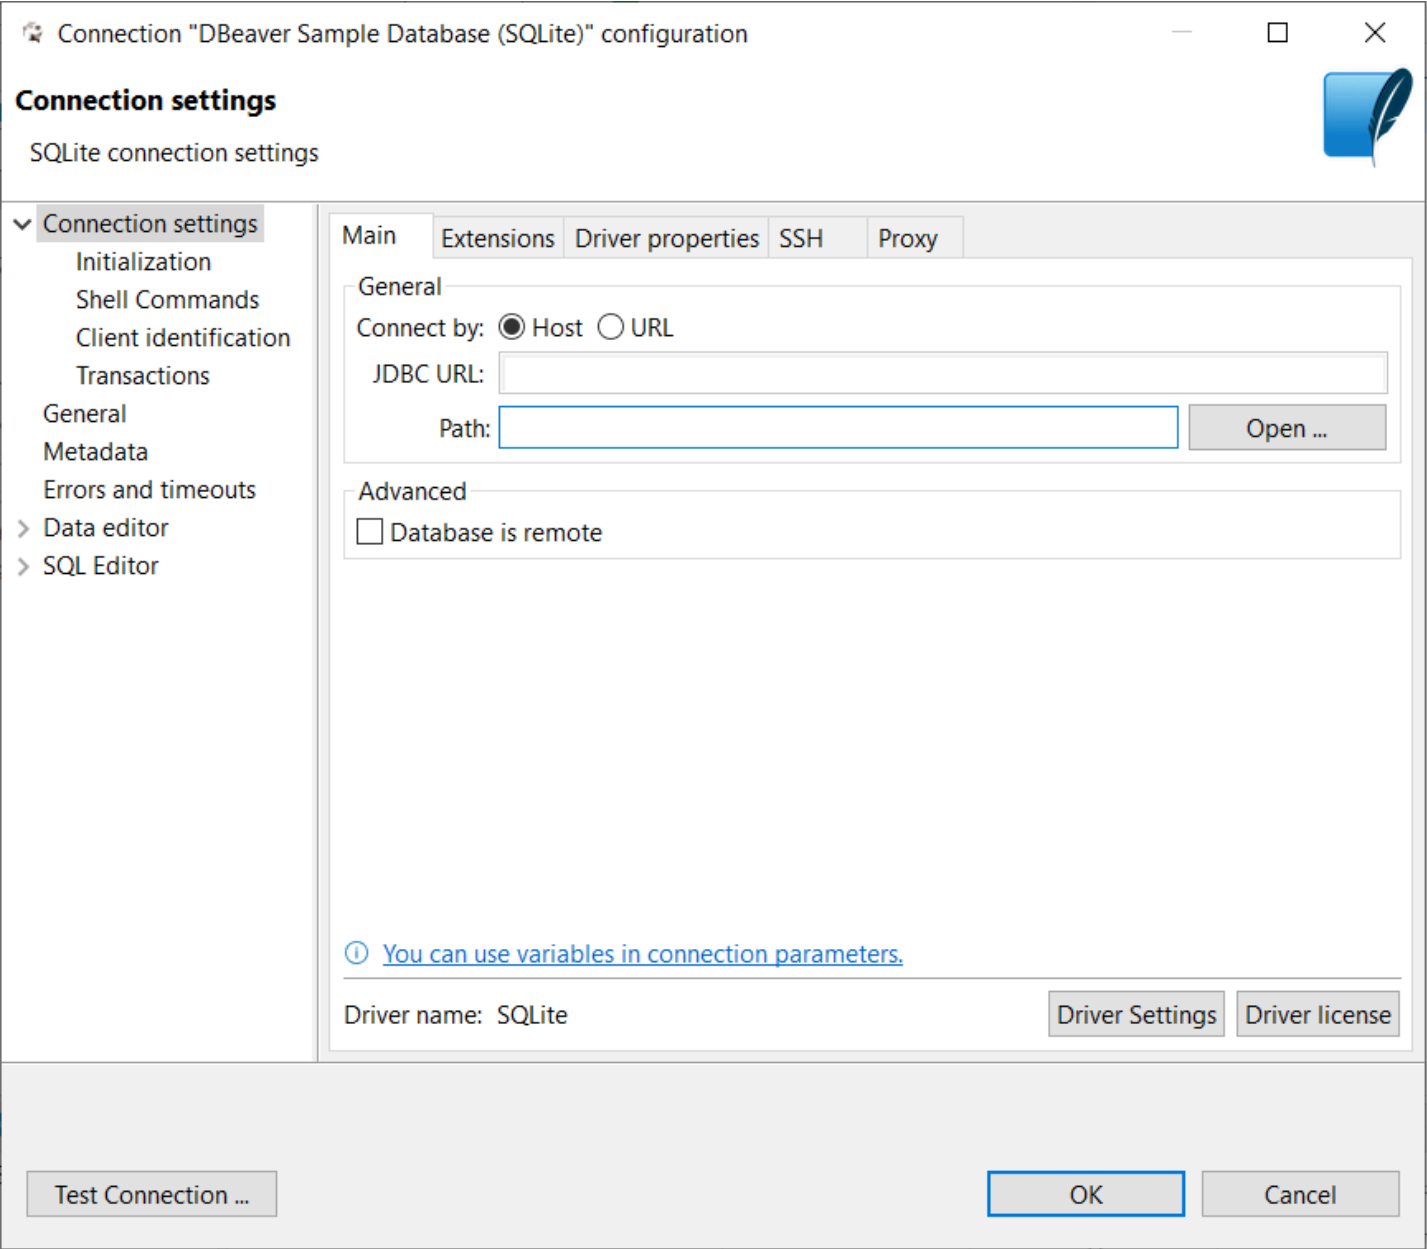 Connection "DBeaver Sample Database (SQLite)" configuration
Connection settings
SQLite connection settings
Connection settings
Initialization
Shell Commands
Client identification
Transactions
General
Metadata
Errors and timeouts
Data editor
SQL Editor
Main Extensions Driver properties SSH Proxy
General
Connect by: Host URL
JDBC URL:
Path: Open ...
Advanced
Database is remote
You can use variables in connection parameters.
Driver name: SQLite Driver Settings Driver license
Test Connection ... OK Cancel